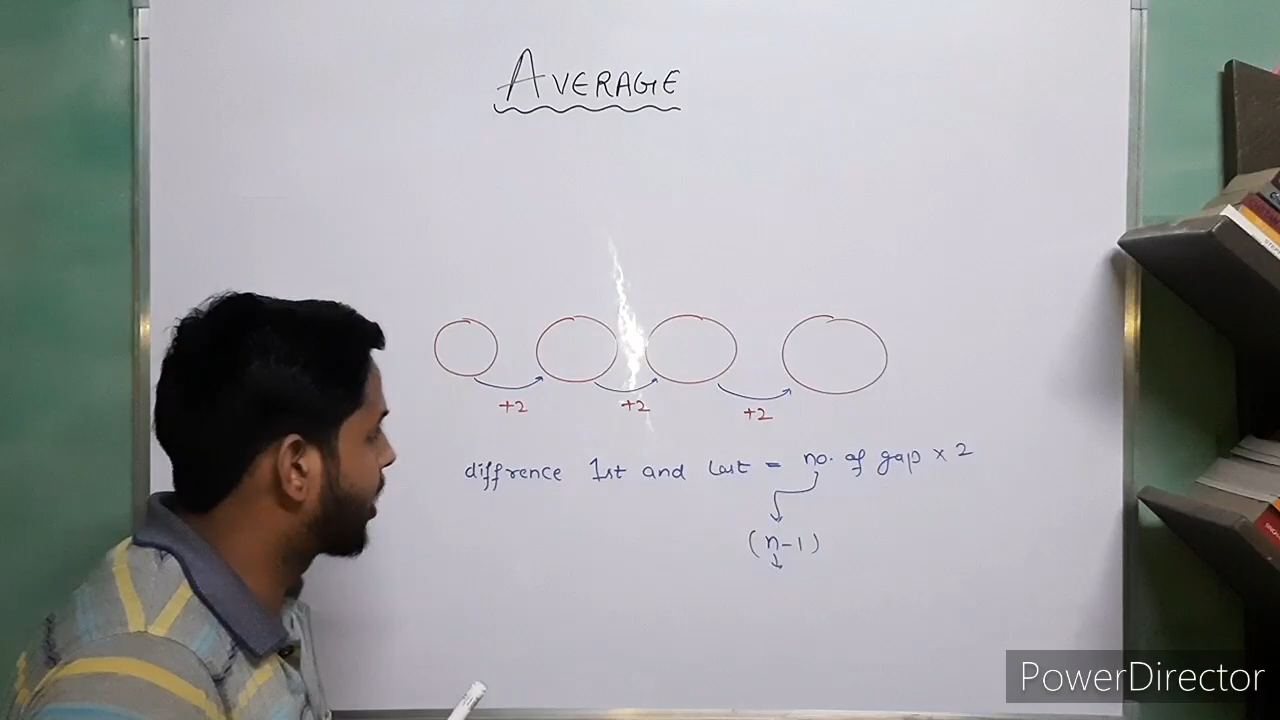 AVERAGE
+2 +2 +2
diffrence 1st and last = no. of gap × 2
(n-1)
PowerDirector